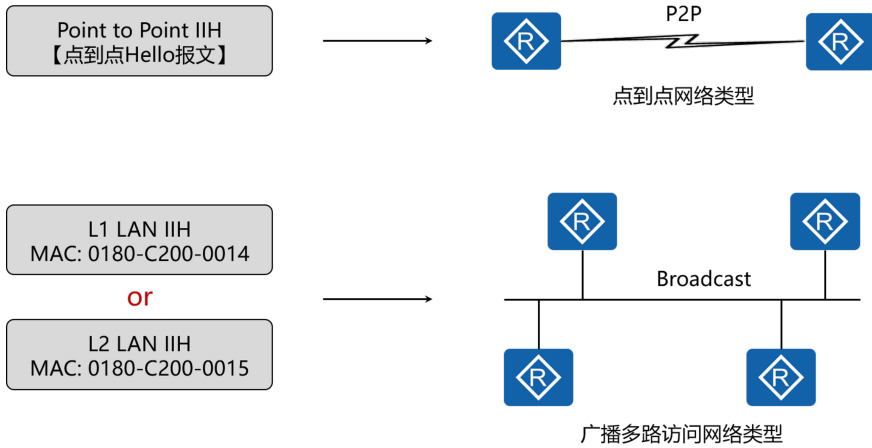 Point to Point IIH
【点到点Hello报文】
P2P
R
R
点到点网络类型
L1 LAN IIH
MAC: 0180-C200-0014
or
L2 LAN IIH
MAC: 0180-C200-0015
R
R
Broadcast
R
R
广播多路访问网络类型